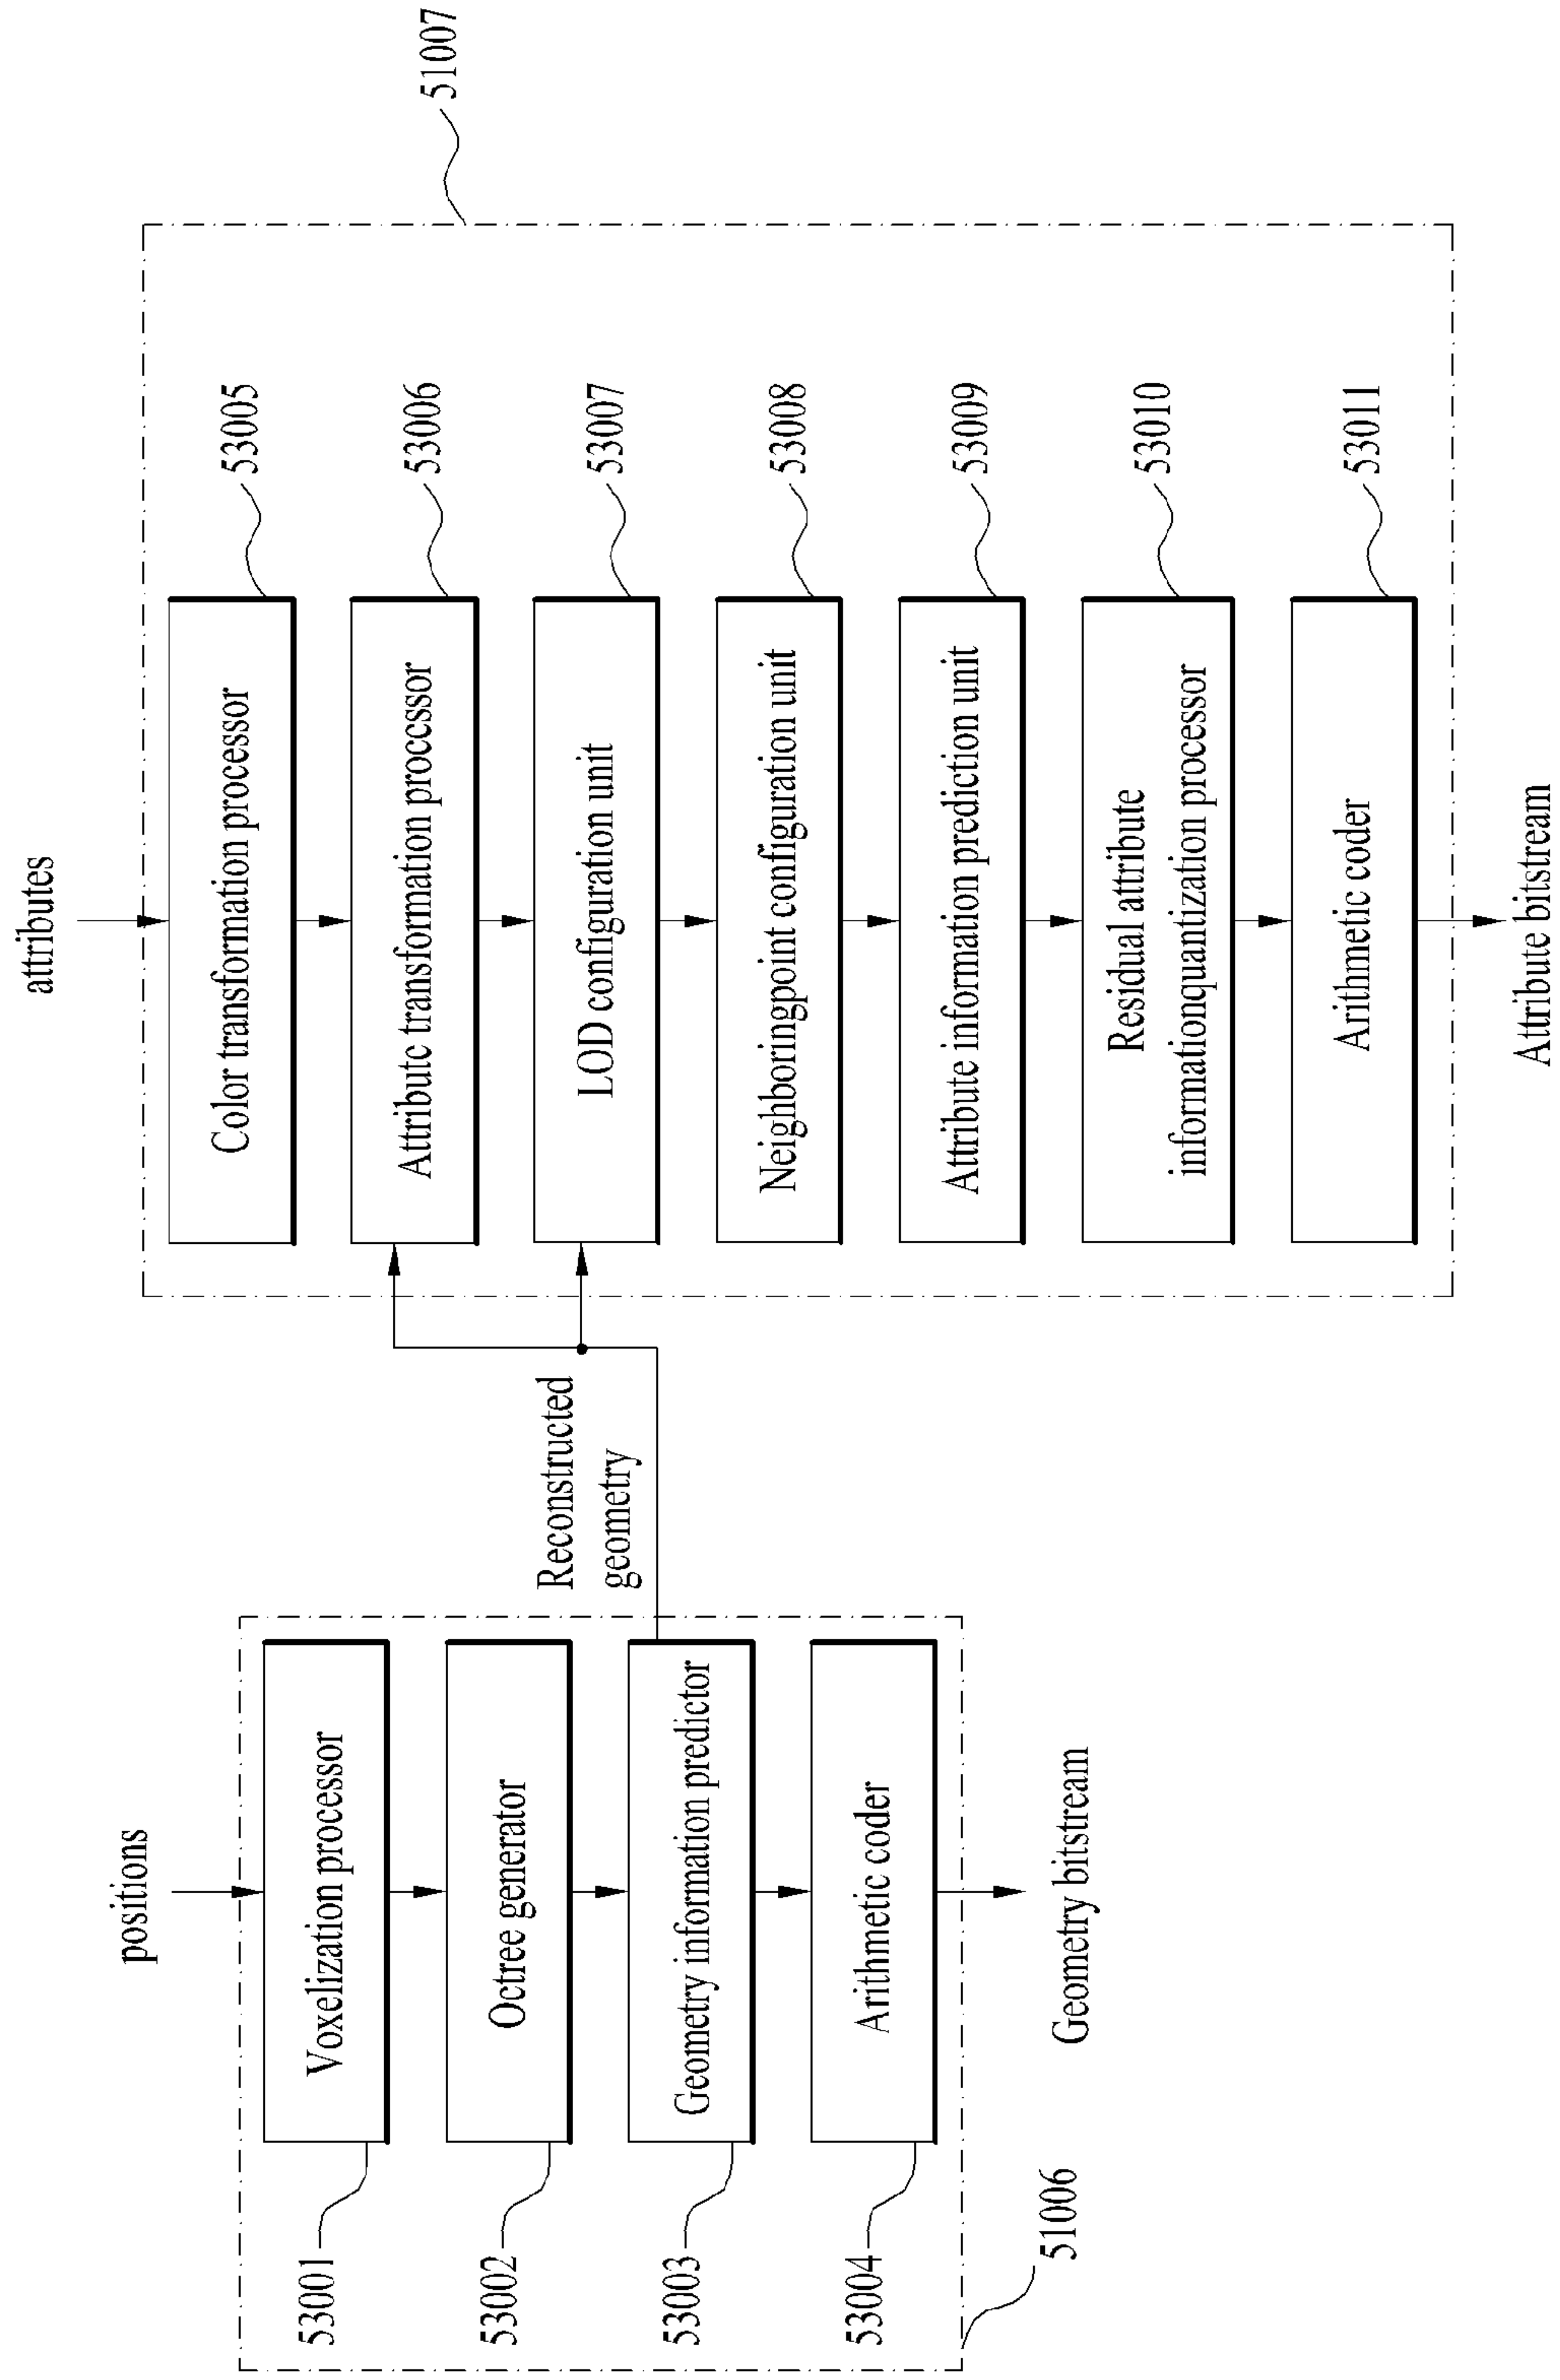 positions
53001
Voxelization processor
53002
Octree generator
53003
Geometry information predictor
53004
Arithmetic coder
Geometry bitstream
51006
Reconstructed
geometry
attributes
Color transformation processor
53005
Attribute transformation processor
53006
LOD configuration unit
53007
Neighboringpoint configuration unit
53008
Attribute information prediction unit
53009
Residual attribute
informationquantization processor
53010
Arithmetic coder
53011
Attribute bitstream
51007